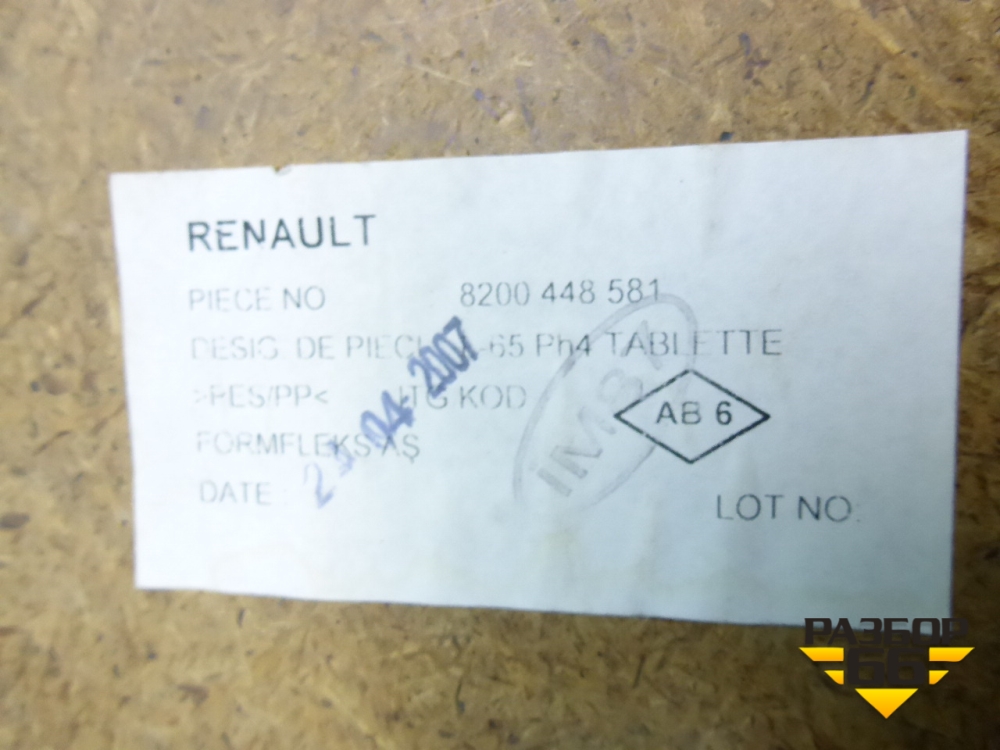 RENAULT
PIECE NO 8200 448 581
DESIG. DE PIECE -65 Ph4 TABLETTE
>PES/PP< ITG KOD
FORMFLEKS AŞ
AB 6
DATE
04 2007
LOT NO:
РАЗБОР
66